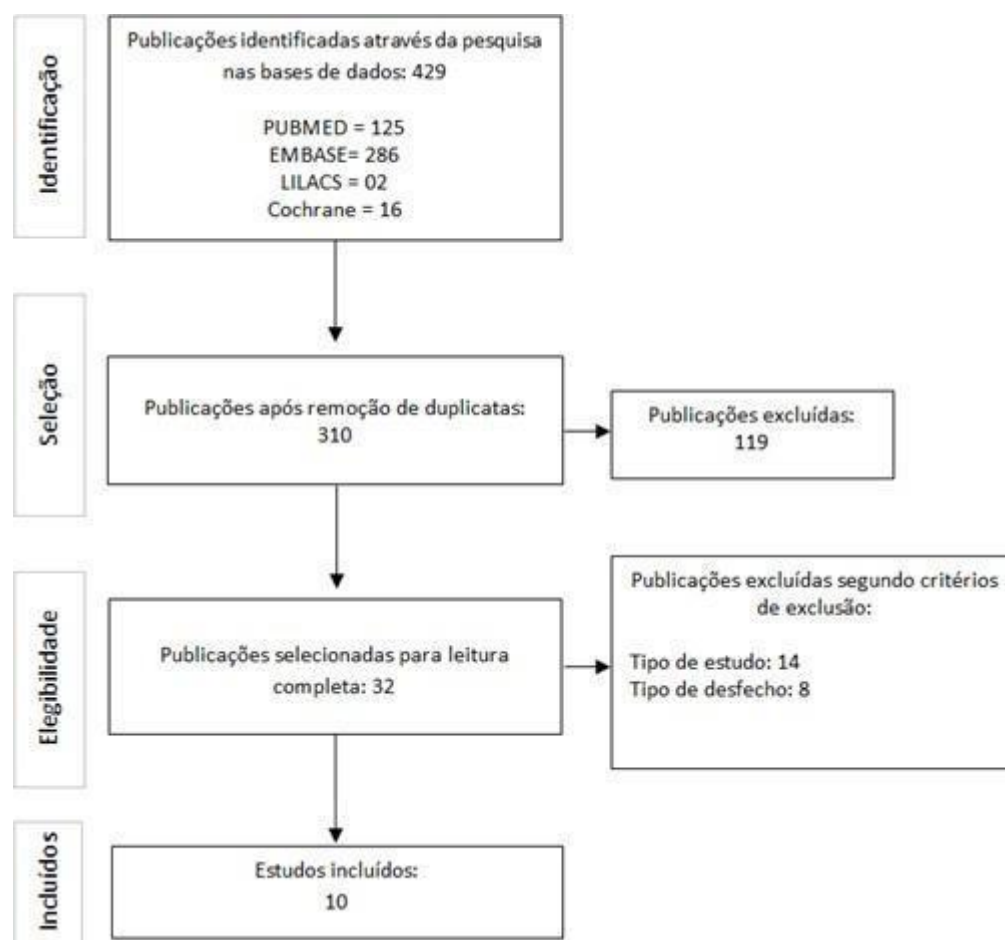 Identificação
Publicações identificadas através da pesquisa
nas bases de dados: 429
PUBMED = 125
EMBASE= 286
LILACS = 02
Cochrane = 16
Seleção
Publicações após remoção de duplicatas:
310
Publicações excluídas:
119
Elegibilidade
Publicações selecionadas para leitura
completa: 32
Publicações excluídas segundo critérios
de exclusão:
Tipo de estudo: 14
Tipo de desfecho: 8
Incluídos
Estudos incluídos:
10